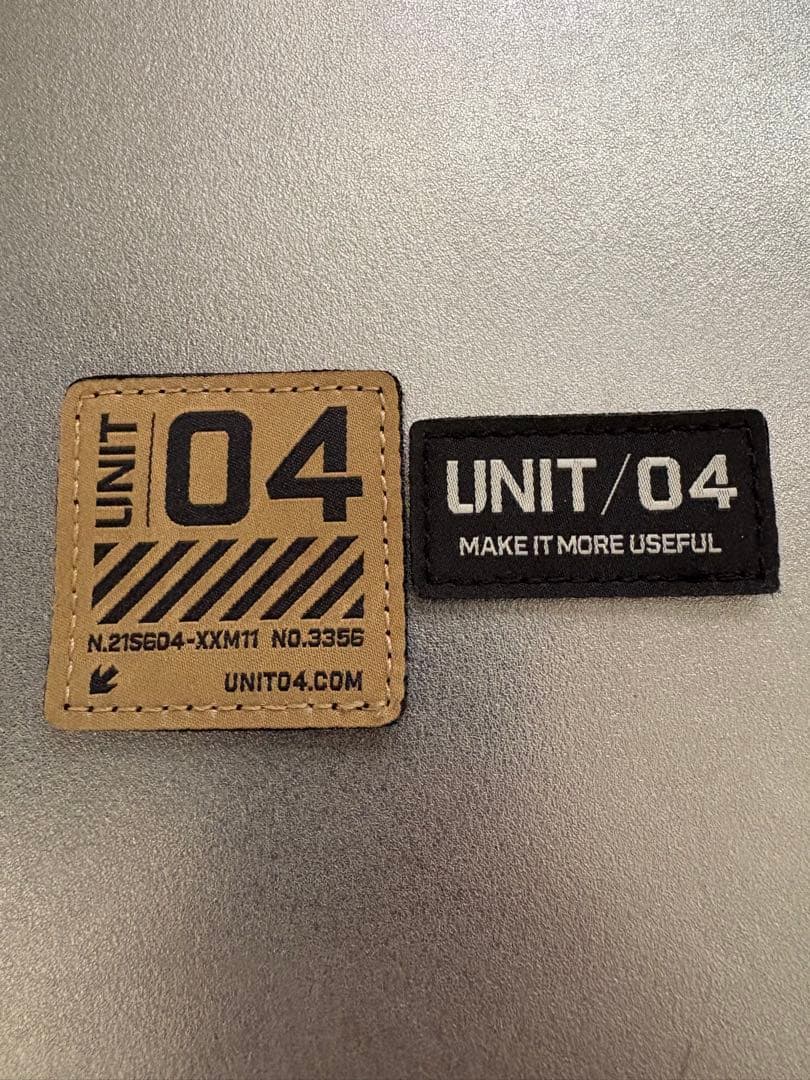 UNIT
04
N.21S604-XXM11 NO.3356
UNIT04.COM
UNIT/04
MAKE IT MORE USEFUL